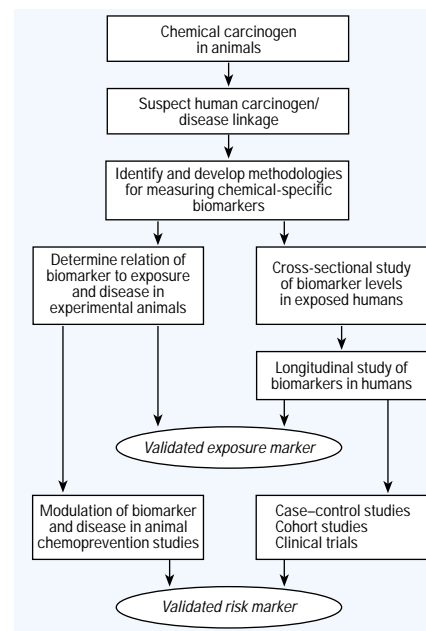 Chemical carcinogen
in animals
Suspect human carcinogen/
disease linkage
Identify and develop methodologies
for measuring chemical-specific
biomarkers
Determine relation of
biomarker to exposure
and disease in
experimental animals
Cross-sectional study
of biomarker levels
in exposed humans
Longitudinal study of
biomarkers in humans
Validated exposure marker
Modulation of biomarker
and disease in animal
chemoprevention studies
Case–control studies
Cohort studies
Clinical trials
Validated risk marker